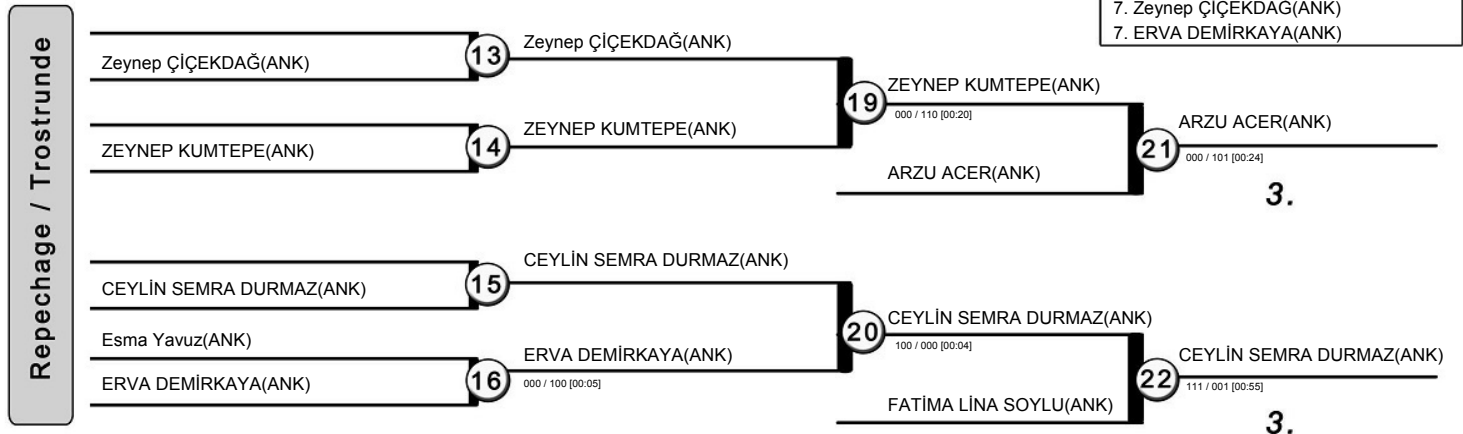 7. Zeynep ÇİÇEKDAĞ(ANK)
7. ERVA DEMİRKAYA(ANK)
Repechage / Trostrunde
Zeynep ÇİÇEKDAĞ(ANK)
13
Zeynep ÇİÇEKDAĞ(ANK)
ZEYNEP KUMTEPE(ANK)
14
ZEYNEP KUMTEPE(ANK)
19
ZEYNEP KUMTEPE(ANK)
000 / 110 [00:20]
ARZU ACER(ANK)
21
ARZU ACER(ANK)
000 / 101 [00:24]
3.
CEYLİN SEMRA DURMAZ(ANK)
15
CEYLİN SEMRA DURMAZ(ANK)
Esma Yavuz(ANK)
ERVA DEMİRKAYA(ANK)
16
ERVA DEMİRKAYA(ANK)
000 / 100 [00:05]
20
CEYLİN SEMRA DURMAZ(ANK)
100 / 000 [00:04]
FATİMA LİNA SOYLU(ANK)
22
CEYLİN SEMRA DURMAZ(ANK)
111 / 001 [00:55]
3.